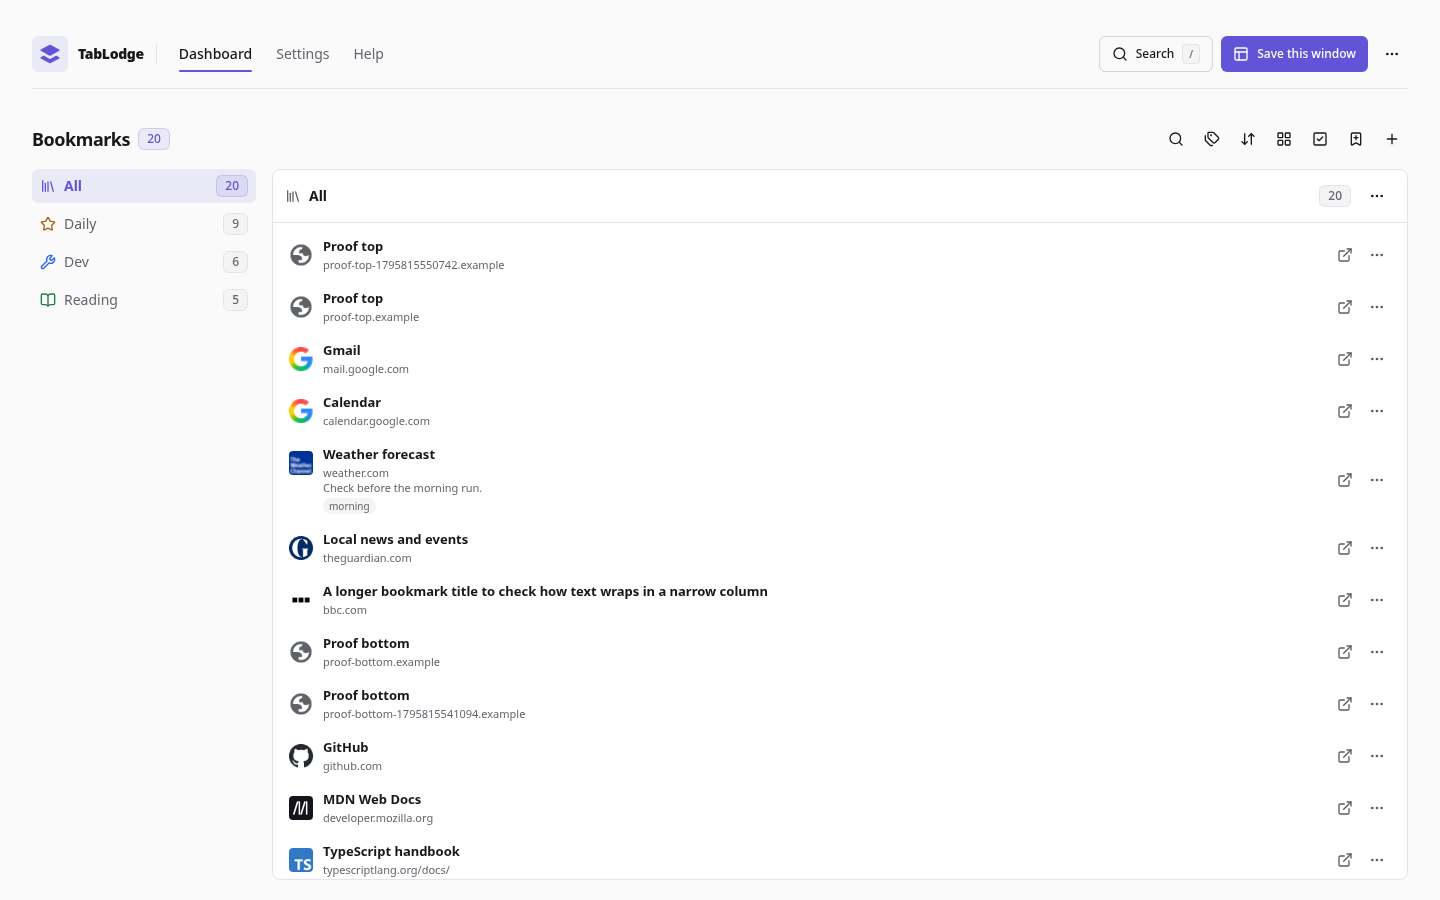 TabLodge
Dashboard
Settings
Help
Search /
Save this window
Bookmarks 20
All 20
Daily 9
Dev 6
Reading 5
All 20
Proof top
proof-top-1795815550742.example
Proof top
proof-top.example
Gmail
mail.google.com
Calendar
calendar.google.com
The Weather Channel
Weather forecast
weather.com
Check before the morning run.
morning
Local news and events
theguardian.com
A longer bookmark title to check how text wraps in a narrow column
bbc.com
Proof bottom
proof-bottom.example
Proof bottom
proof-bottom-1795815541094.example
GitHub
github.com
MDN Web Docs
developer.mozilla.org
TS
TypeScript handbook
typescriptlang.org/docs/